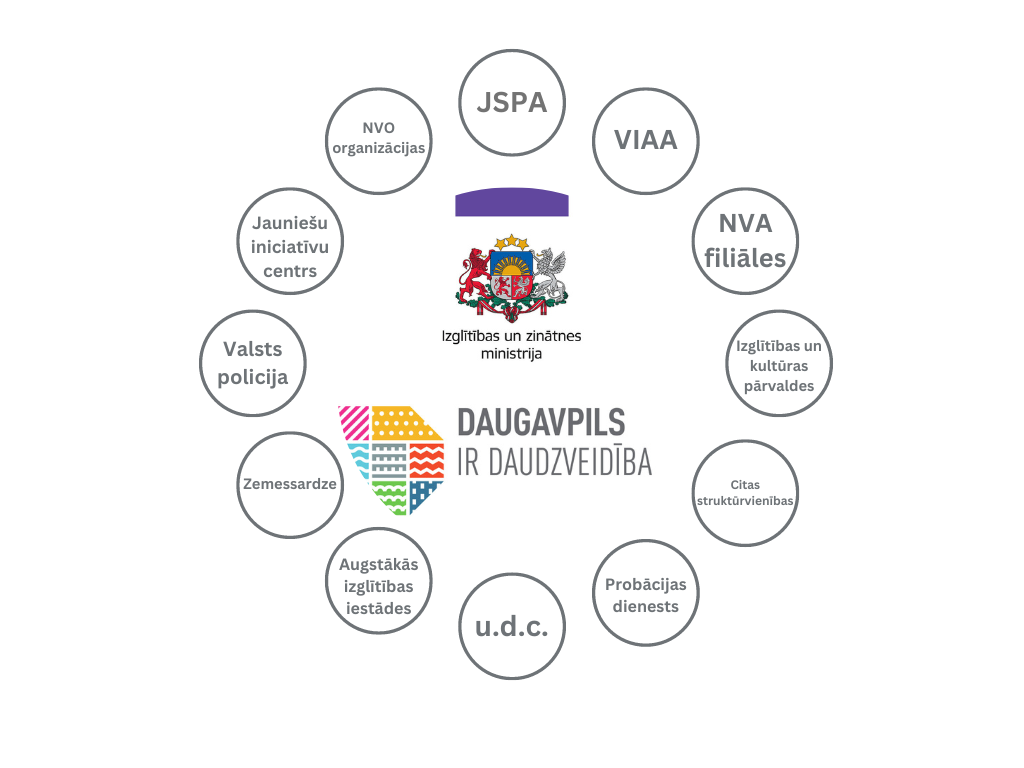 JSPA
VIAA
NVO
organizācijas
NVA
filiāles
Jauniešu
iniciatīvu
centrs
Izglītības un zinātnes
ministrija
Valsts
policija
Izglītības un
kultūras
pārvaldes
DAUGAVPILS
IR DAUDZVEIDĪBA
Zemessardze
Citas
struktūrvienības
Augstākās
izglītības
iestādes
Probācijas
dienests
u.d.c.